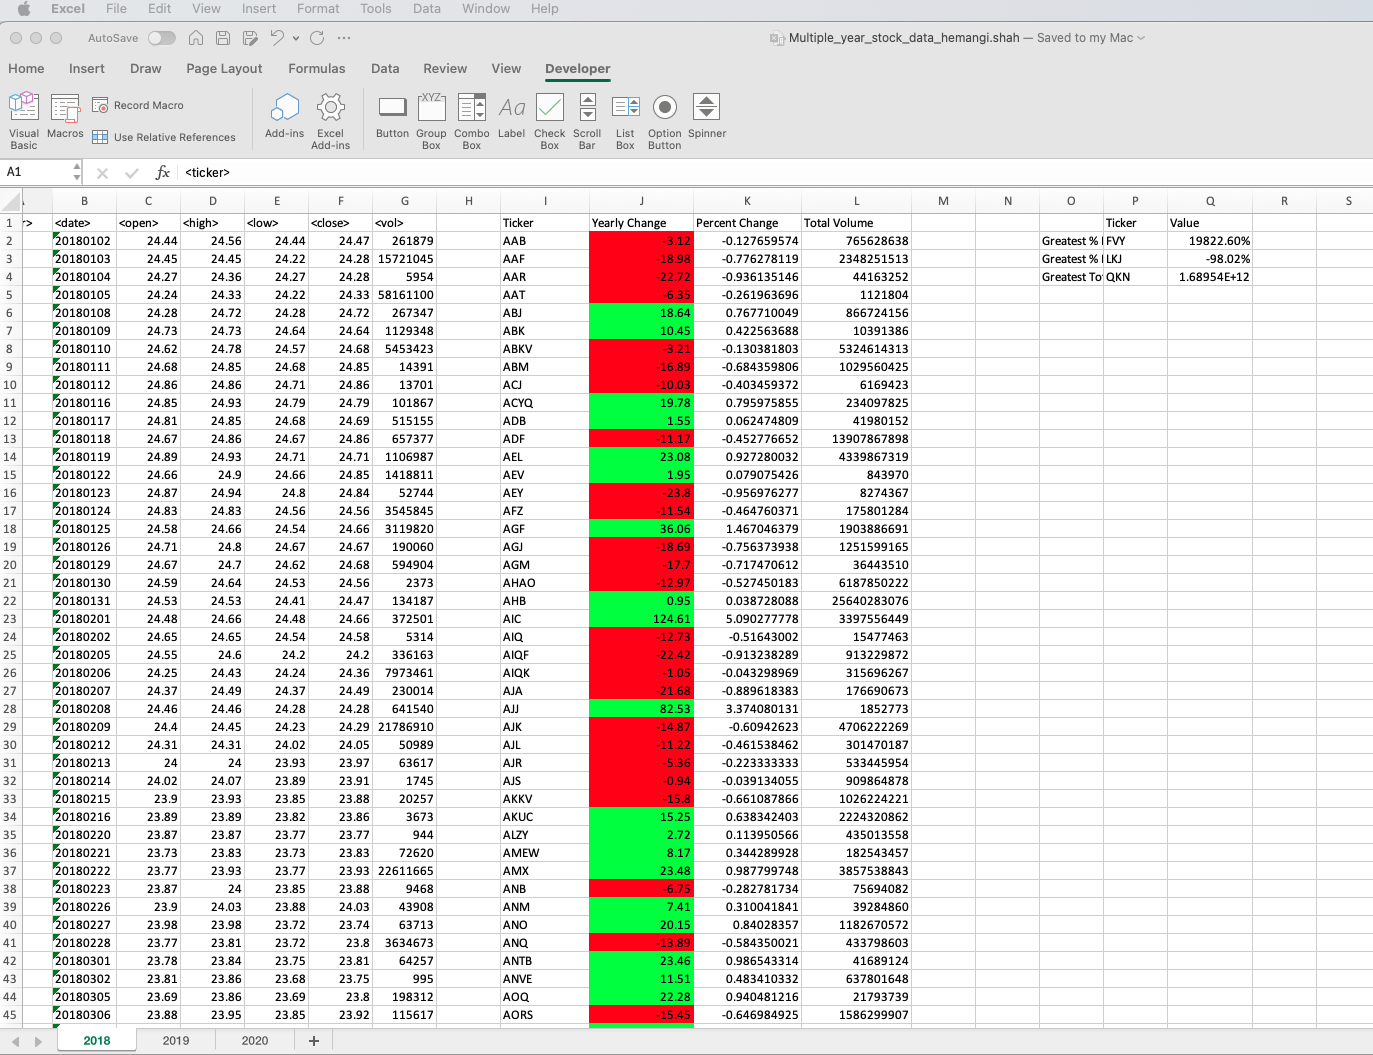 Excel File Edit View Insert Format Tools Data Window Help
AutoSave Multiple_year_stock_data_hemangi.shah — Saved to my Mac
Home Insert Draw Page Layout Formulas Data Review View Developer
Visual Basic Macros Record Macro Use Relative References Add-ins Excel Add-ins Button Group Box Combo Box Label Check Box Scroll Bar List Box Option Button Spinner
XYZ Aa
A1 fx <ticker>
B C D E F G H I J K L M N O P Q R S
1 r> <date> <open> <high> <low> <close> <vol> Ticker Yearly Change Percent Change Total Volume Ticker Value
2 20180102 24.44 24.56 24.44 24.47 261879 AAB -3.12 -0.127659574 765628638 Greatest % I FVY 19822.60%
3 20180103 24.45 24.45 24.22 24.28 15721045 AAF -18.98 -0.776278119 2348251513 Greatest % I LKJ -98.02%
4 20180104 24.27 24.36 24.27 24.28 5954 AAR -22.72 -0.936135146 44163252 Greatest To QKN 1.68954E+12
5 20180105 24.24 24.33 24.22 24.33 58161100 AAT -6.35 -0.261963696 1121804
6 20180108 24.28 24.72 24.28 24.72 267347 ABJ 18.64 0.767710049 866724156
7 20180109 24.73 24.73 24.64 24.64 1129348 ABK 10.45 0.422563688 10391386
8 20180110 24.62 24.78 24.57 24.68 5453423 ABKV -3.21 -0.130381803 5324614313
9 20180111 24.68 24.85 24.68 24.85 14391 ABM -16.89 -0.684359806 1029560425
10 20180112 24.86 24.86 24.71 24.86 13701 ACJ -10.03 -0.403459372 6169423
11 20180116 24.85 24.93 24.79 24.79 101867 ACYQ 19.78 0.795975855 234097825
12 20180117 24.81 24.85 24.68 24.69 515155 ADB 1.55 0.062474809 41980152
13 20180118 24.67 24.86 24.67 24.86 657377 ADF -11.17 -0.452776652 13907867898
14 20180119 24.89 24.93 24.71 24.71 1106987 AEL 23.08 0.927280032 4339867319
15 20180122 24.66 24.9 24.66 24.85 1418811 AEV 1.95 0.079075426 843970
16 20180123 24.87 24.94 24.8 24.84 52744 AEY -23.8 -0.956976277 8274367
17 20180124 24.83 24.83 24.56 24.56 3545845 AFZ -11.54 -0.464760371 175801284
18 20180125 24.58 24.66 24.54 24.66 3119820 AGF 36.06 1.467046379 1903886691
19 20180126 24.71 24.8 24.67 24.67 190060 AGJ -18.69 -0.756373938 1251599165
20 20180129 24.67 24.7 24.62 24.68 594904 AGM -17.7 -0.717470612 36443510
21 20180130 24.59 24.64 24.53 24.56 2373 AHAO -12.97 -0.527450183 6187850222
22 20180131 24.53 24.53 24.41 24.47 134187 AHB 0.95 0.038728088 25640283076
23 20180201 24.48 24.66 24.48 24.66 372501 AIC 124.61 5.090277778 3397556449
24 20180202 24.65 24.65 24.54 24.58 5314 AIQ -12.73 -0.51643002 15477463
25 20180205 24.55 24.6 24.2 24.2 336163 AIQF -22.42 -0.913238289 913229872
26 20180206 24.25 24.43 24.24 24.36 7973461 AIQK -1.05 -0.043298969 315696267
27 20180207 24.37 24.49 24.37 24.49 230014 AJA -21.68 -0.889618383 176690673
28 20180208 24.46 24.46 24.28 24.28 641540 AJJ 82.53 3.374080131 1852773
29 20180209 24.4 24.45 24.23 24.29 21786910 AJK -14.87 -0.60942623 4706222269
30 20180212 24.31 24.31 24.02 24.05 50989 AJL -11.22 -0.461538462 301470187
31 20180213 24 24 23.93 23.97 63617 AJR -5.36 -0.223333333 533445954
32 20180214 24.02 24.07 23.89 23.91 1745 AJS -0.94 -0.039134055 909864878
33 20180215 23.9 23.93 23.85 23.88 20257 AKKV -15.8 -0.661087866 1026224221
34 20180216 23.89 23.89 23.82 23.86 3673 AKUC 15.25 0.638342403 2224320862
35 20180220 23.87 23.87 23.77 23.77 944 ALZY 2.72 0.113950566 435013558
36 20180221 23.73 23.83 23.73 23.83 72620 AMEW 8.17 0.344289928 182543457
37 20180222 23.77 23.93 23.77 23.93 22611665 AMX 23.48 0.987799748 3857538843
38 20180223 23.87 24 23.85 23.88 9468 ANB -6.75 -0.282781734 75694082
39 20180226 23.9 24.03 23.88 24.03 43908 ANM 7.41 0.310041841 39284860
40 20180227 23.98 23.98 23.72 23.74 63713 ANO 20.15 0.84028357 1182670572
41 20180228 23.77 23.81 23.72 23.8 3634673 ANQ -13.89 -0.584350021 433798603
42 20180301 23.78 23.84 23.75 23.81 64257 ANTB 23.46 0.986543314 41689124
43 20180302 23.81 23.86 23.68 23.75 995 ANVE 11.51 0.483410332 637801648
44 20180305 23.69 23.86 23.69 23.8 198312 AOQ 22.28 0.940481216 21793739
45 20180306 23.88 23.95 23.85 23.92 115617 AORS -15.45 -0.646984925 1586299907
2018 2019 2020 +